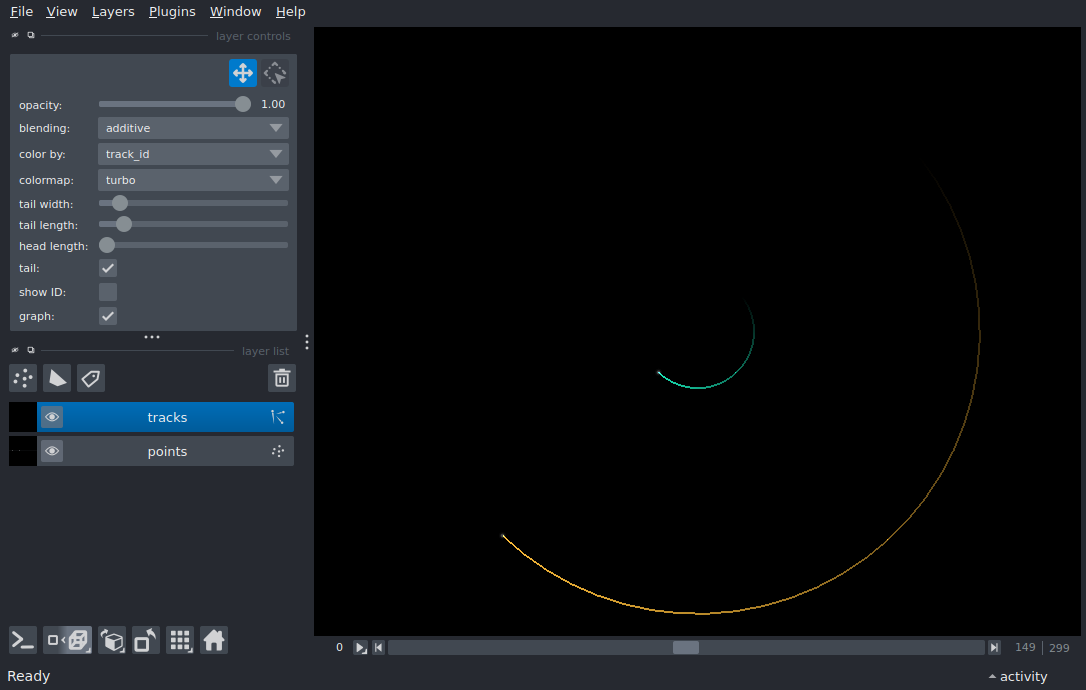 File View Layers Plugins Window Help
layer controls
opacity: 1.00
blending: additive
color by: track_id
colormap: turbo
tail width:
tail length:
head length:
tail:
show ID:
graph:
layer list
tracks
points
0 149 299
Ready activity